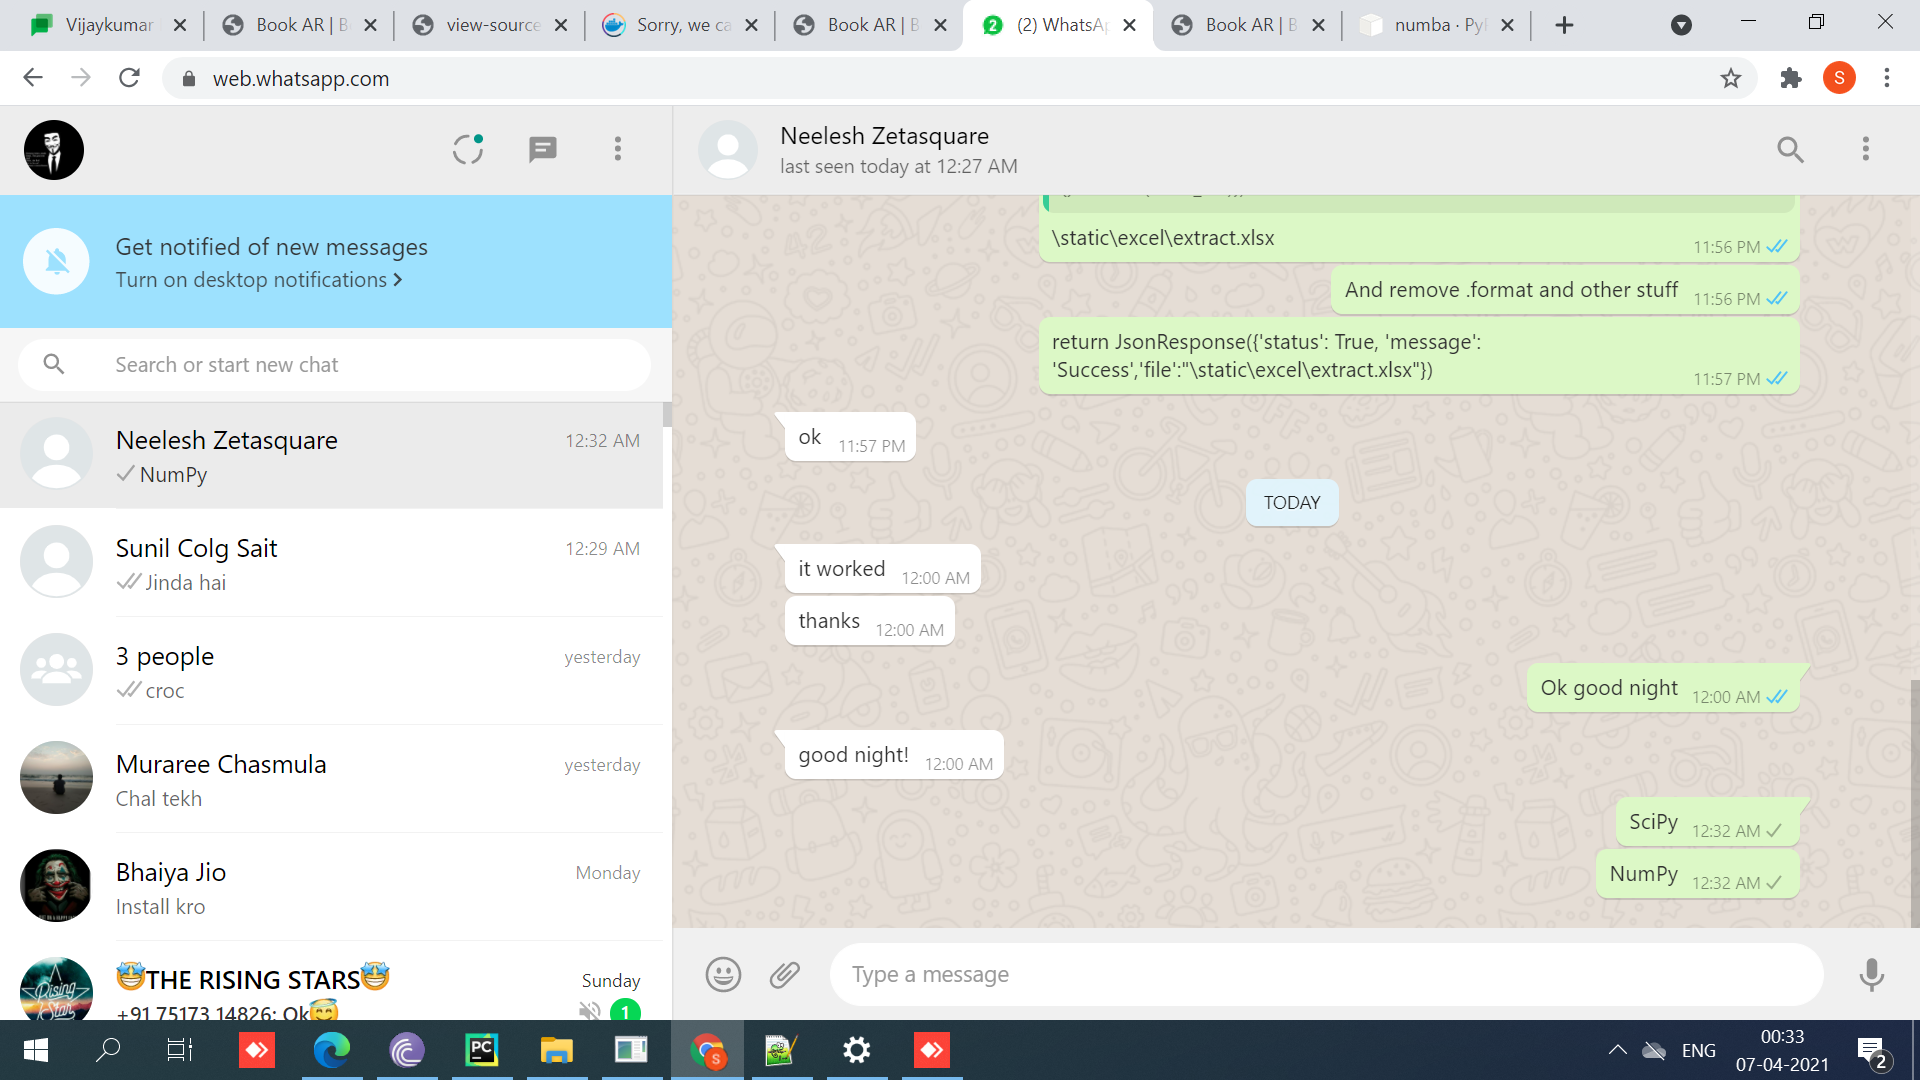 Vijaykumar
Book AR | B
view-source
Sorry, we ca
Book AR | B
(2) WhatsAp
Book AR | B
numba · PyP
web.whatsapp.com
S
Neelesh Zetasquare
last seen today at 12:27 AM
Get notified of new messages
Turn on desktop notifications
Search or start new chat
Neelesh Zetasquare
12:32 AM
NumPy
Sunil Colg Sait
12:29 AM
Jinda hai
3 people
yesterday
croc
Muraree Chasmula
yesterday
Chal tekh
Bhaiya Jio
Monday
Install kro
🤩THE RISING STARS🤩
Sunday
+91 75173 14826: Ok😇
1
\static\excel\extract.xlsx
11:56 PM
And remove .format and other stuff
11:56 PM
return JsonResponse({'status': True, 'message':
'Success','file':"\static\excel\extract.xlsx"})
11:57 PM
ok
11:57 PM
TODAY
it worked
12:00 AM
thanks
12:00 AM
Ok good night
12:00 AM
good night!
12:00 AM
SciPy
12:32 AM
NumPy
12:32 AM
Type a message
ENG
00:33
07-04-2021
2